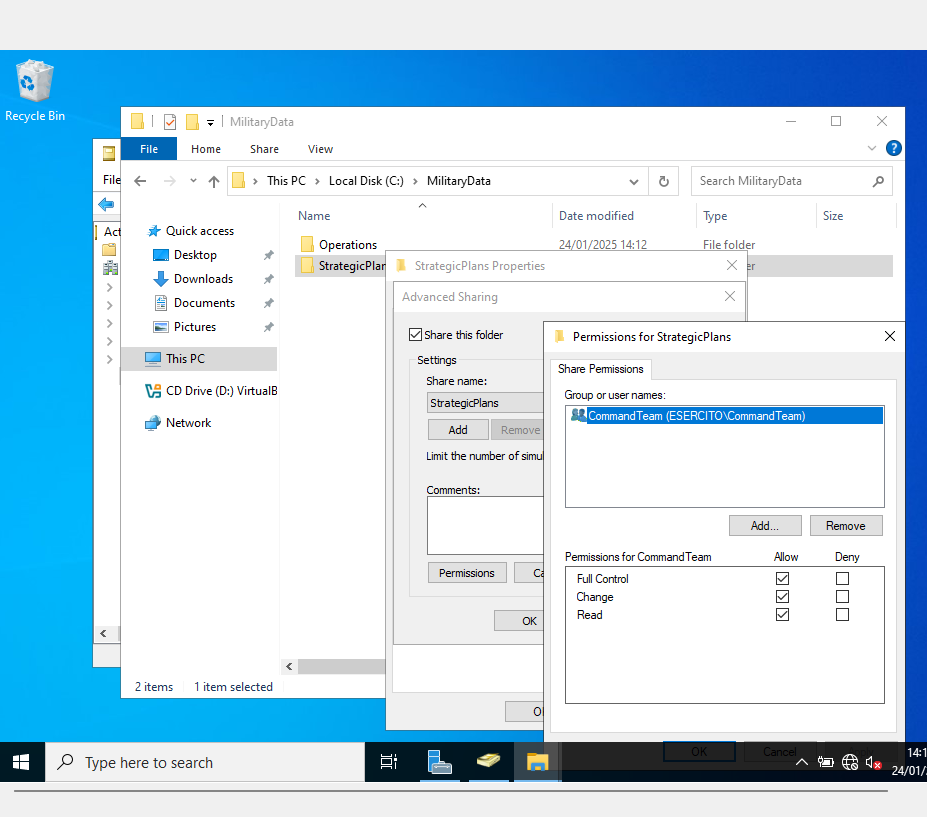 Recycle Bin
MilitaryData
File
Home
Share
View
File
This PC
Local Disk (C:)
MilitaryData
Search MilitaryData
Name
Date modified
Type
Size
Act
Quick access
Desktop
Downloads
Documents
Pictures
This PC
CD Drive (D:) VirtualB
Network
Operations
24/01/2025 14:12
File folder
StrategicPlan
er
2 items
1 item selected
StrategicPlans Properties
Advanced Sharing
Share this folder
Settings
Share name:
StrategicPlans
Add
Remove
Limit the number of simul
Comments:
Permissions
Ca
OK
O
Permissions for StrategicPlans
Share Permissions
Group or user names:
CommandTeam (ESERCITO\CommandTeam)
Add...
Remove
Permissions for CommandTeam
Allow
Deny
Full Control
Change
Read
OK
Cancel
Type here to search
14:1
24/01/